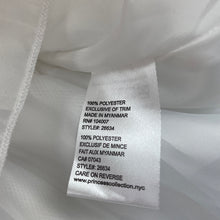 100% POLYESTER
EXCLUSIVE OF TRIM
MADE IN MYANMAR
RN# 104007
STYLE#: 26634
100% POLYESTER
EXCLUSIF DE MINCE
FAIT AUX MYANMAR
CA# 07043
STYLE#: 26634
CARE ON REVERSE
www.princesscollection.nyc